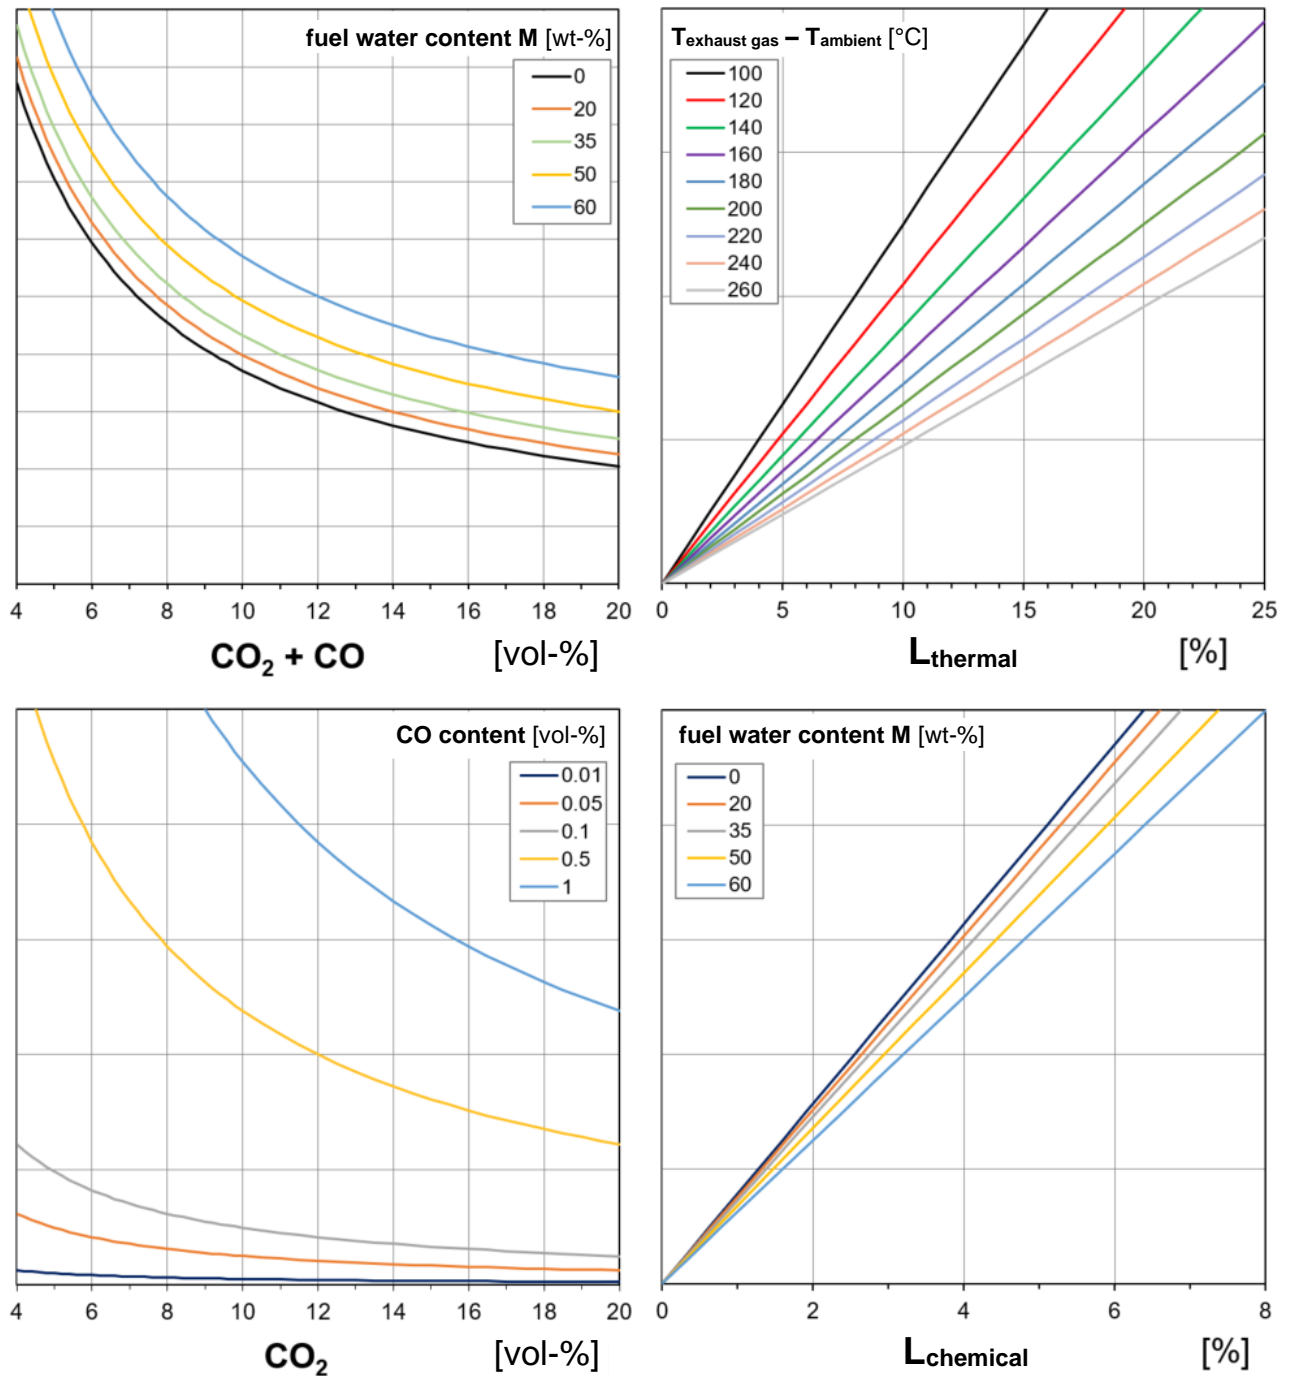 fuel water content M [wt-%]
0
20
35
50
60
4 6 8 10 12 14 16 18 20
CO₂ + CO [vol-%]
Texhaust gas – Tambient [°C]
100
120
140
160
180
200
220
240
260
0 5 10 15 20 25
Lthermal [%]
CO content [vol-%]
0.01
0.05
0.1
0.5
1
4 6 8 10 12 14 16 18 20
CO₂ [vol-%]
fuel water content M [wt-%]
0
20
35
50
60
0 2 4 6 8
Lchemical [%]